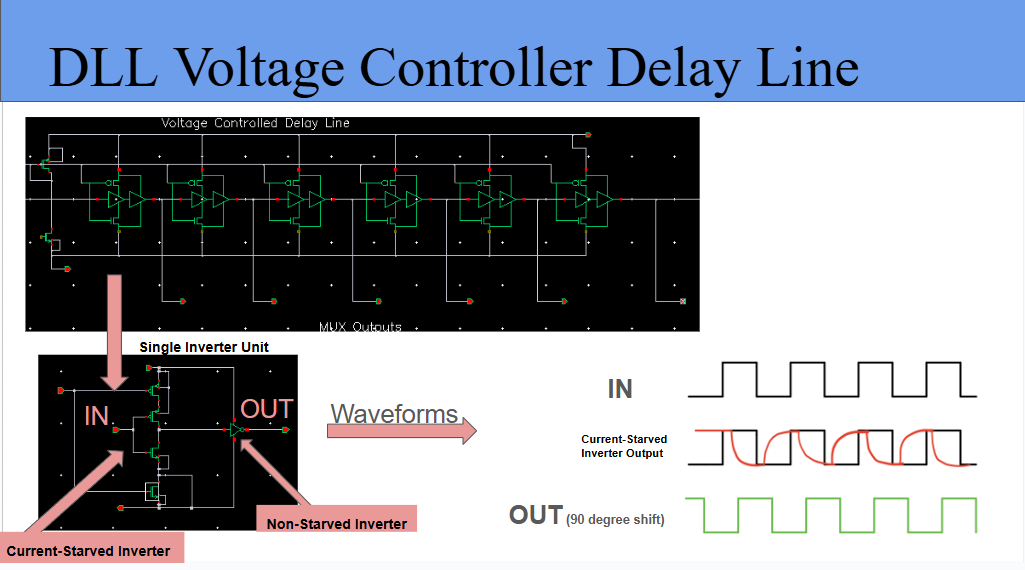 DLL Voltage Controller Delay Line
Voltage Controlled Delay Line
MUX Outputs
Single Inverter Unit
IN
OUT
Waveforms
IN
Current-Starved
Inverter Output
OUT (90 degree shift)
Non-Starved Inverter
Current-Starved Inverter